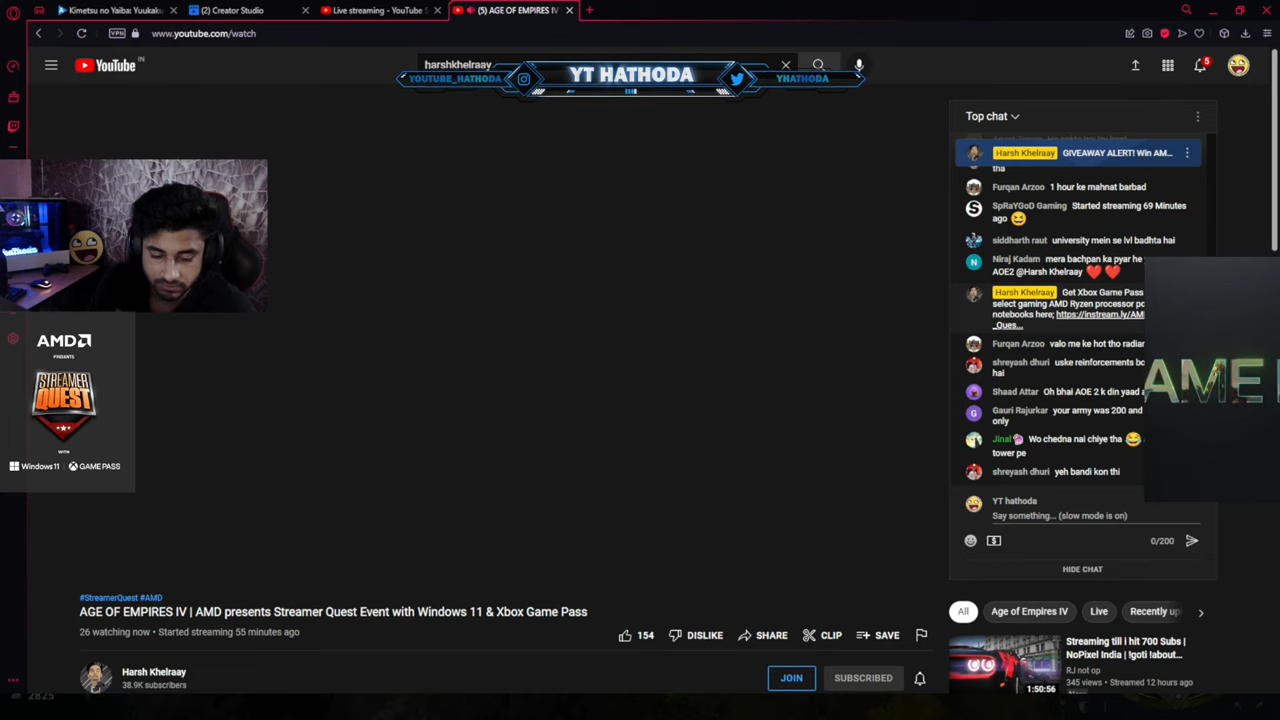 Kimetsu no Yaiba: Yuukaku
(2) Creator Studio
Live streaming - YouTube S
(5) AGE OF EMPIRES IV
VPN
www.youtube.com/watch
YouTube IN
harshkhelraay
YT HATHODA
YOUTUBE_HATHODA
YHATHODA
5
Top chat
Harsh Khelraay GIVEAWAY ALERT! Win AM...
tha
Furqan Arzoo 1 hour ke mahnat barbad
SpRaYGoD Gaming Started streaming 69 Minutes
ago
siddharth raut university mein se lvl badhta hai
Niraj Kadam mera bachpan ka pyar he
AOE2 @Harsh Khelraay
Harsh Khelraay Get Xbox Game Pass
select gaming AMD Ryzen processor po
notebooks here; https://instream.ly/AM
_Ques...
Furqan Arzoo valo me ke hot tho radian
shreyash dhuri uske reinforcements bo
hai
Shaad Attar Oh bhai AOE 2 k din yaad a
Gauri Rajurkar your army was 200 and
only
Jinal Wo chedna nai chiye tha
tower pe
shreyash dhuri yeh bandi kon thi
YT hathoda
Say something... (slow mode is on)
0/200
HIDE CHAT
AMD
PRESENTS
STREAMER
QUEST
WITH
Windows 11
XBOX GAME PASS
AME
#StreamerQuest #AMD
AGE OF EMPIRES IV | AMD presents Streamer Quest Event with Windows 11 & Xbox Game Pass
26 watching now • Started streaming 55 minutes ago
154
DISLIKE
SHARE
CLIP
SAVE
Harsh Khelraay
38.9K subscribers
JOIN
SUBSCRIBED
All
Age of Empires IV
Live
Recently up
Streaming till i hit 700 Subs |
NoPixel India | !goti !about...
RJ not op
345 views • Streamed 12 hours ago
1:50:56
2825